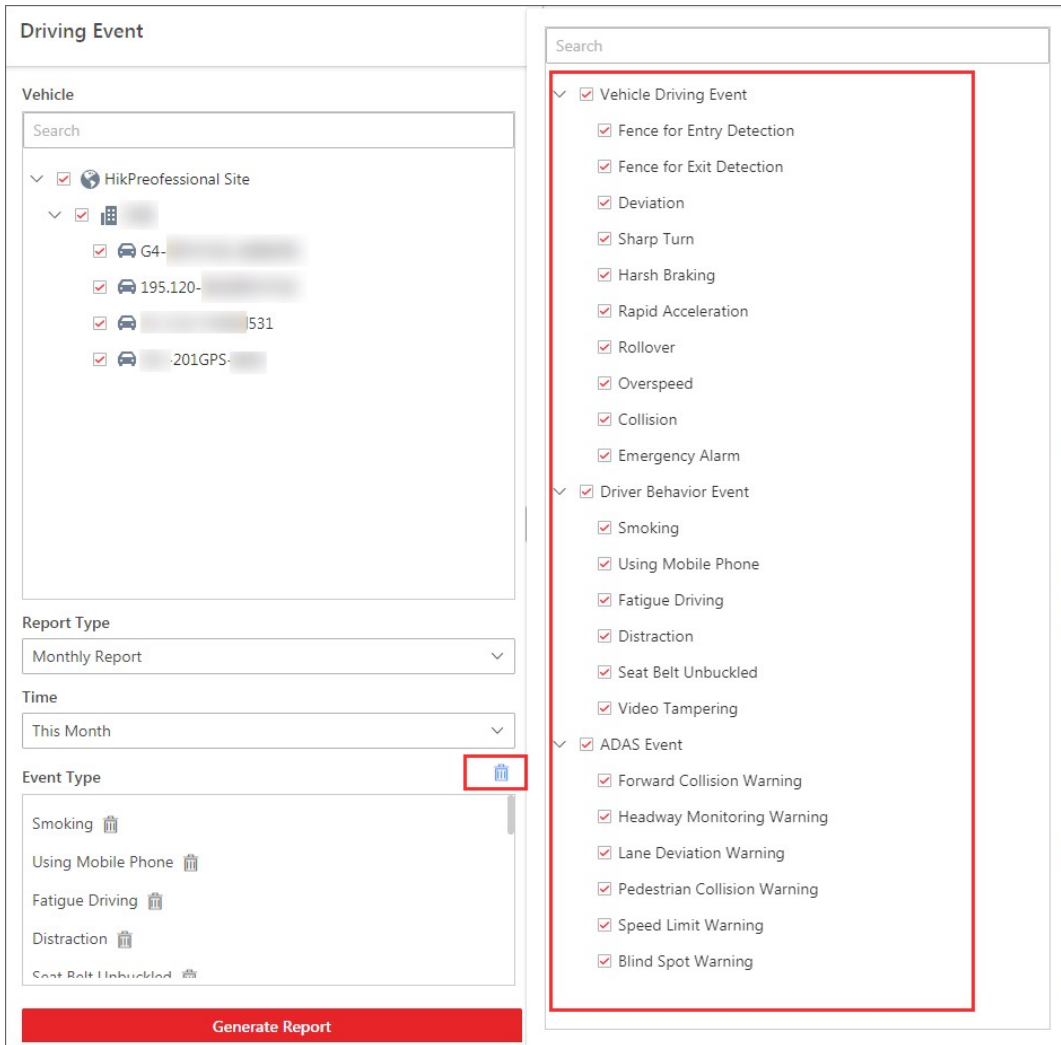 Driving Event
Vehicle
Search
HikPreofessional Site
G4-
195.120-
531
-201GPS-
Report Type
Monthly Report
Time
This Month
Event Type
Smoking
Using Mobile Phone
Fatigue Driving
Distraction
Seat Belt Unbuckled
Generate Report
Search
Vehicle Driving Event
Fence for Entry Detection
Fence for Exit Detection
Deviation
Sharp Turn
Harsh Braking
Rapid Acceleration
Rollover
Overspeed
Collision
Emergency Alarm
Driver Behavior Event
Smoking
Using Mobile Phone
Fatigue Driving
Distraction
Seat Belt Unbuckled
Video Tampering
ADAS Event
Forward Collision Warning
Headway Monitoring Warning
Lane Deviation Warning
Pedestrian Collision Warning
Speed Limit Warning
Blind Spot Warning